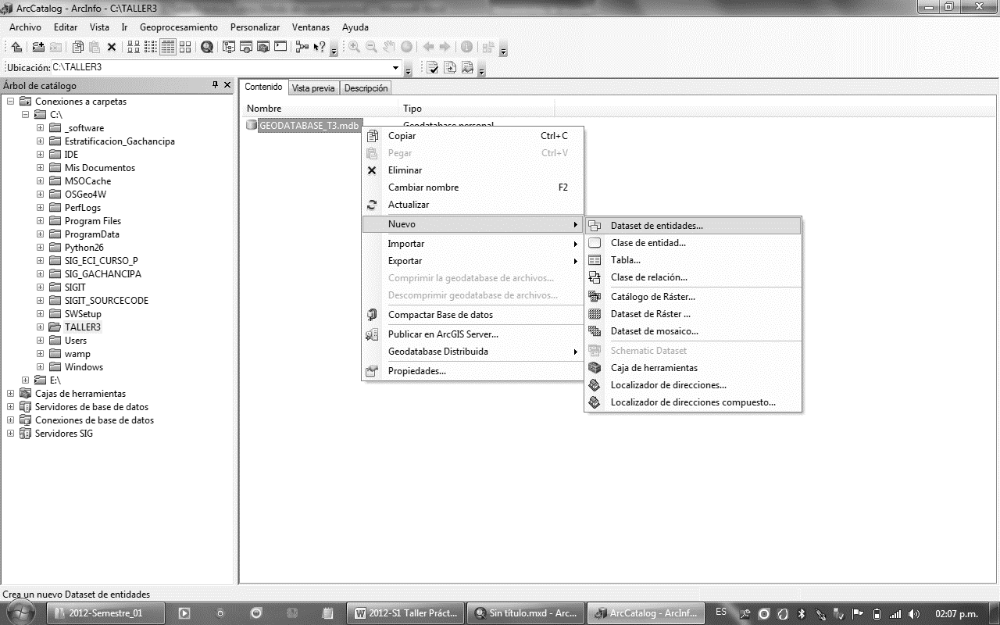 ArcCatalog - ArcInfo - C:\TALLER3
Archivo Editar Vista Ir Geoprocesamiento Personalizar Ventanas Ayuda
Ubicación: C:\TALLER3
Árbol de catálogo
Conexiones a carpetas
C:\
_software
Estratificacion_Gachancipa
IDE
Mis Documentos
MSOCache
OSGeo4W
PerfLogs
Program Files
ProgramData
Python26
SIG_ECI_CURSO_P
SIG_GACHANCIPA
SIGIT
SIGIT_SOURCECODE
SWSetup
TALLER3
Users
wamp
Windows
E:\
Cajas de herramientas
Servidores de base de datos
Conexiones de base de datos
Servidores SIG
Contenido Vista previa Descripción
Nombre Tipo
GEODATABASE_T3.mdb Geodatabase personal
Copiar Ctrl+C
Pegar Ctrl+V
Eliminar
Cambiar nombre F2
Actualizar
Nuevo
Importar
Exportar
Comprimir la geodatabase de archivos...
Descomprimir geodatabase de archivos...
Compactar Base de datos
Publicar en ArcGIS Server...
Geodatabase Distribuida
Propiedades...
Dataset de entidades...
Clase de entidad...
Tabla...
Clase de relación...
Catálogo de Ráster...
Dataset de Ráster ...
Dataset de mosaico...
Schematic Dataset
Caja de herramientas
Localizador de direcciones...
Localizador de direcciones compuesto...
Crea un nuevo Dataset de entidades
2012-Semestre_01 2012-S1 Taller Práct... Sin título.mxd - Arc... ArcCatalog - ArcInf... ES 02:07 p.m.